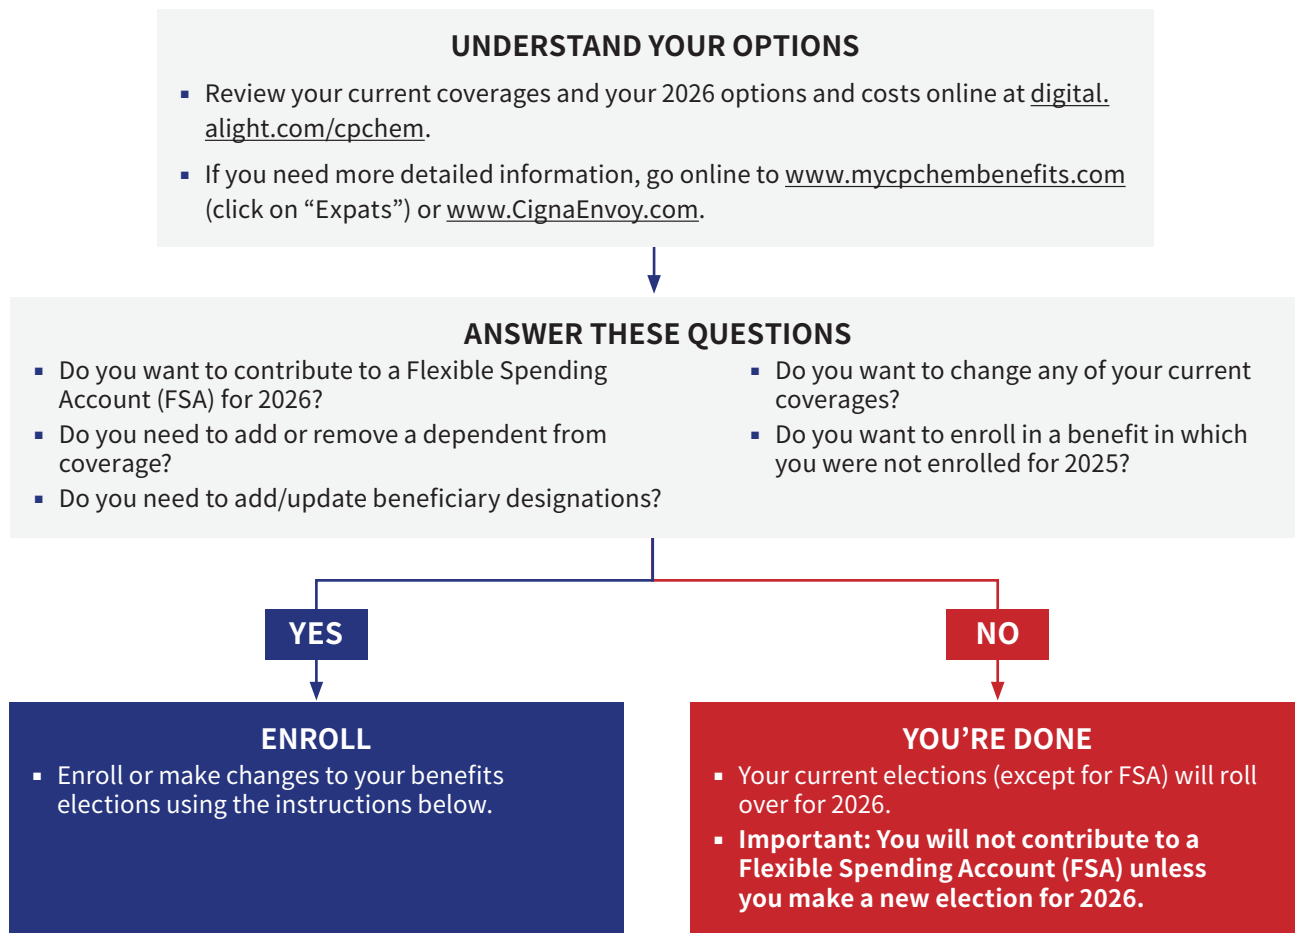 UNDERSTAND YOUR OPTIONS
▪ Review your current coverages and your 2026 options and costs online at digital.
alight.com/cpchem.
▪ If you need more detailed information, go online to www.mycpchembenefits.com
(click on “Expats”) or www.CignaEnvoy.com.
ANSWER THESE QUESTIONS
▪ Do you want to contribute to a Flexible Spending
Account (FSA) for 2026?
▪ Do you need to add or remove a dependent from
coverage?
▪ Do you need to add/update beneficiary designations?
▪ Do you want to change any of your current
coverages?
▪ Do you want to enroll in a benefit in which
you were not enrolled for 2025?
YES
NO
ENROLL
▪ Enroll or make changes to your benefits
elections using the instructions below.
YOU’RE DONE
▪ Your current elections (except for FSA) will roll
over for 2026.
▪ Important: You will not contribute to a
Flexible Spending Account (FSA) unless
you make a new election for 2026.